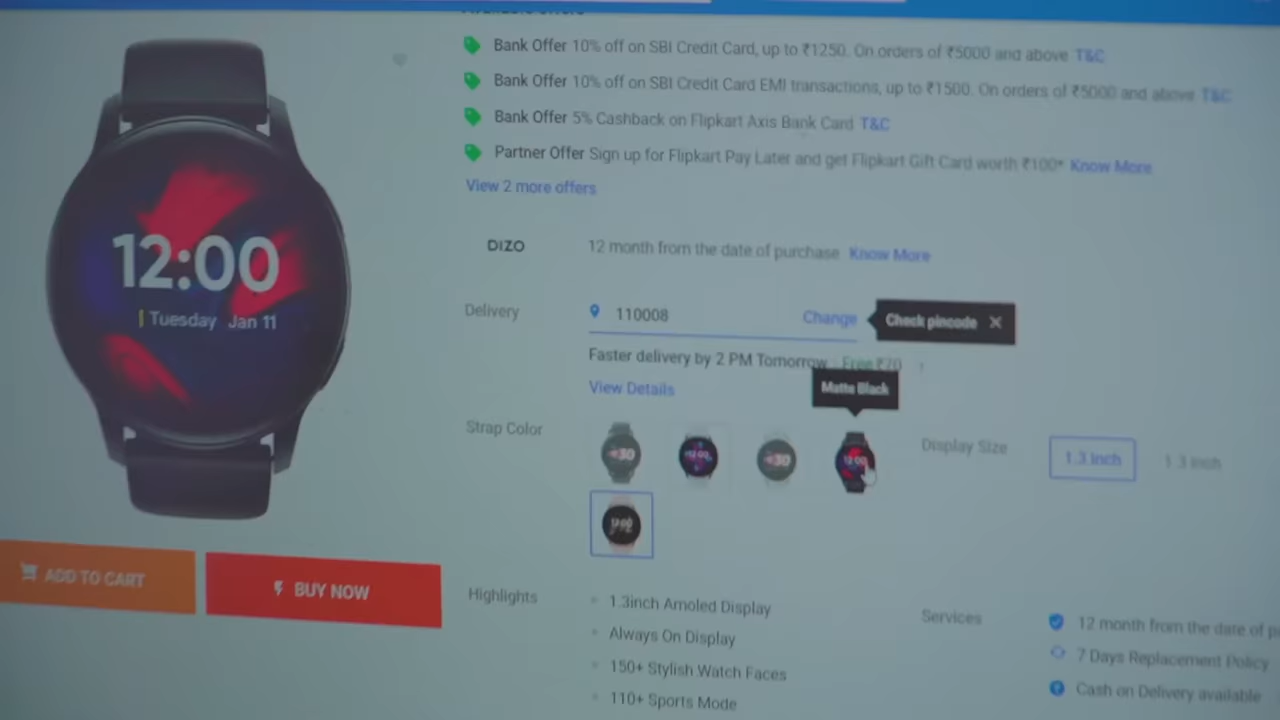 Bank Offer 10% off on SBI Credit Card, up to ₹1250. On orders of ₹5000 and above T&C
Bank Offer 10% off on SBI Credit Card EMI transactions, up to ₹1500. On orders of ₹5000 and above T&C
Bank Offer 5% Cashback on Flipkart Axis Bank Card T&C
Partner Offer Sign up for Flipkart Pay Later and get Flipkart Gift Card worth ₹100* Know More
View 2 more offers
12:00
Tuesday Jan 11
DIZO 12 month from the date of purchase Know More
Delivery 110008 Change Check pincode
Faster delivery by 2 PM Tomorrow Free ₹70
View Details
Matte Black
Strap Color
Display Size 1.3 inch 1.3 inch
12:00
ADD TO CART
BUY NOW
Highlights
1.3inch Amoled Display
Always On Display
150+ Stylish Watch Faces
110+ Sports Mode
Services
12 month from the date of
7 Days Replacement Policy
Cash on Delivery available